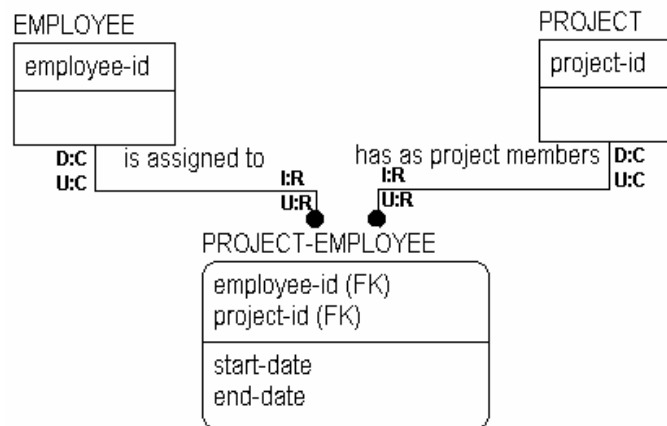 EMPLOYEE
PROJECT
employee-id
project-id
D:C
U:C
is assigned to
I:R
U:R
has as project members
I:R
U:R
D:C
U:C
PROJECT-EMPLOYEE
employee-id (FK)
project-id (FK)
start-date
end-date